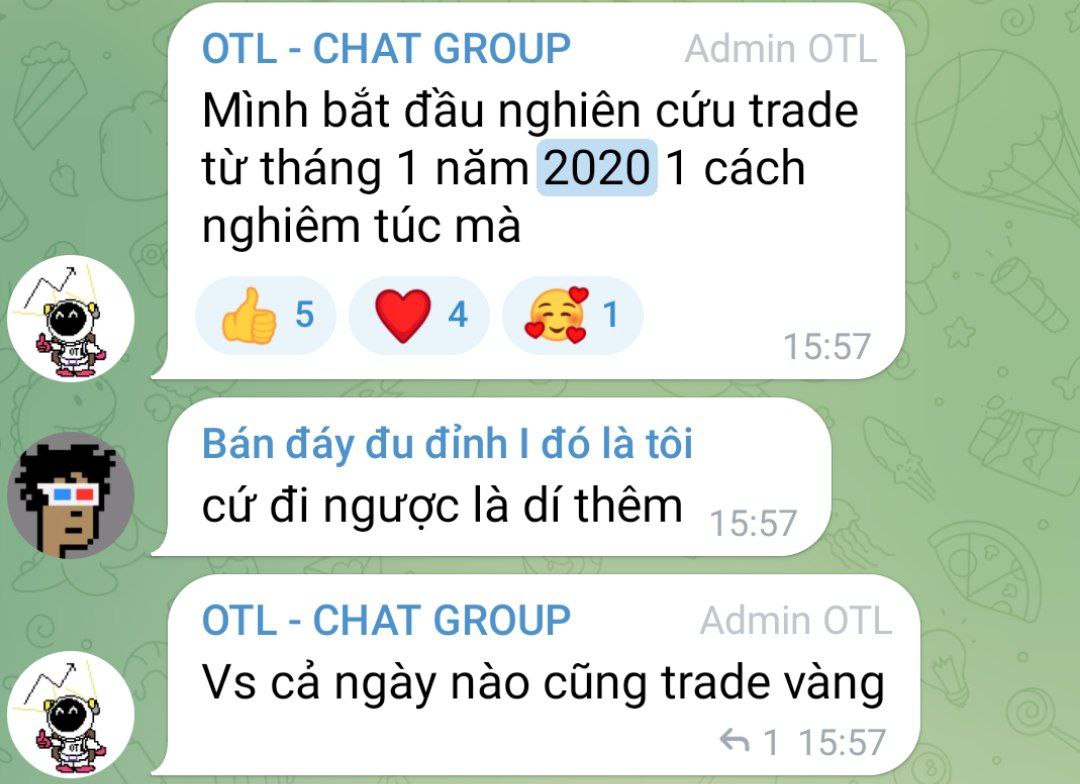 OTL - CHAT GROUP Admin OTL
Mình bắt đầu nghiên cứu trade
từ tháng 1 năm 2020 1 cách
nghiêm túc mà
5 4 1
15:57
Bán đáy đu đỉnh I đó là tôi
cứ đi ngược là dí thêm 15:57
OTL - CHAT GROUP Admin OTL
Vs cả ngày nào cũng trade vàng
1 15:57